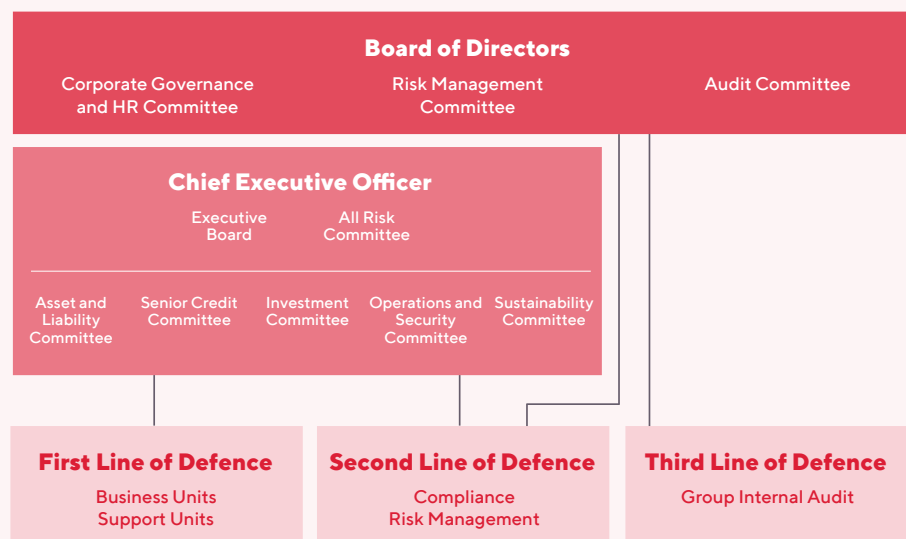 Board of Directors
Corporate Governance
and HR Committee
Risk Management
Committee
Audit Committee
Chief Executive Officer
Executive
Board
All Risk
Committee
Asset and
Liability
Committee
Senior Credit
Committee
Investment
Committee
Operations and
Security
Committee
Sustainability
Committee
First Line of Defence
Business Units
Support Units
Second Line of Defence
Compliance
Risk Management
Third Line of Defence
Group Internal Audit